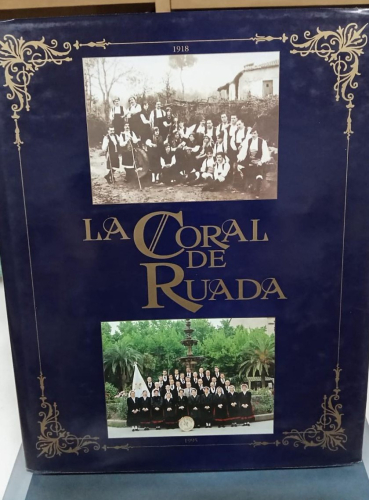 1918
LA CORAL
DE
RUADA